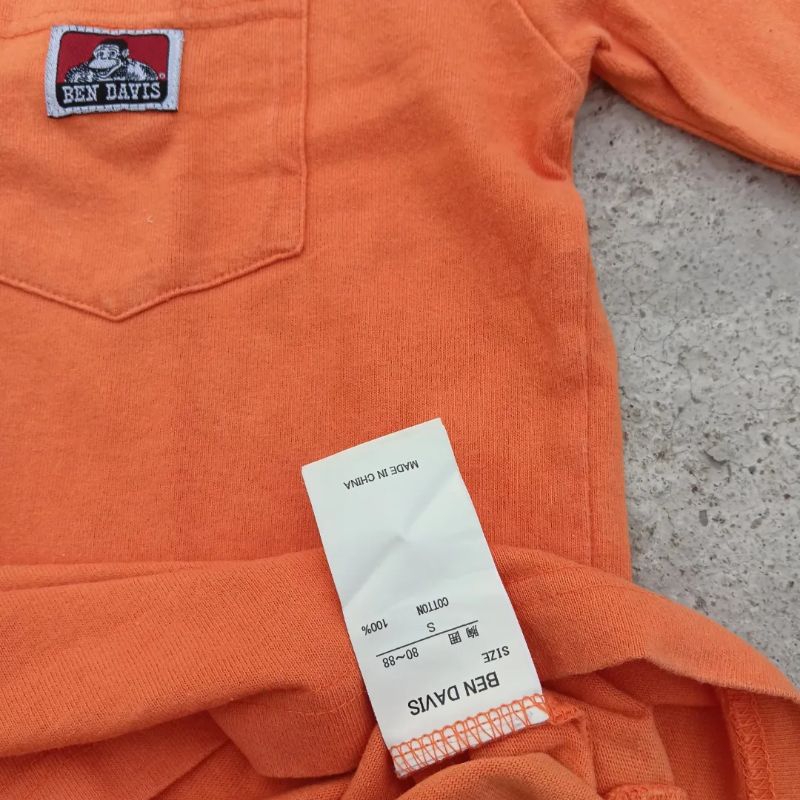 BEN DAVIS
BEN DAVIS
SIZE
胸囲 80～88
S
COTTON 100%
MADE IN CHINA